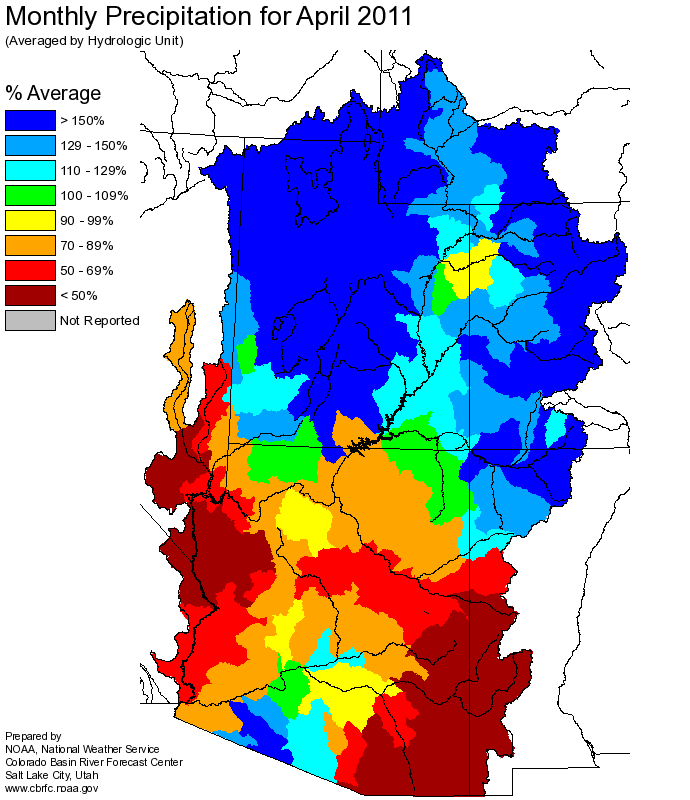 Monthly Precipitation for April 2011
(Averaged by Hydrologic Unit)
% Average
> 150%
129 - 150%
110 - 129%
100 - 109%
90 - 99%
70 - 89%
50 - 69%
< 50%
Not Reported
Prepared by
NOAA, National Weather Service
Colorado Basin River Forecast Center
Salt Lake City, Utah
www.cbrfc.noaa.gov